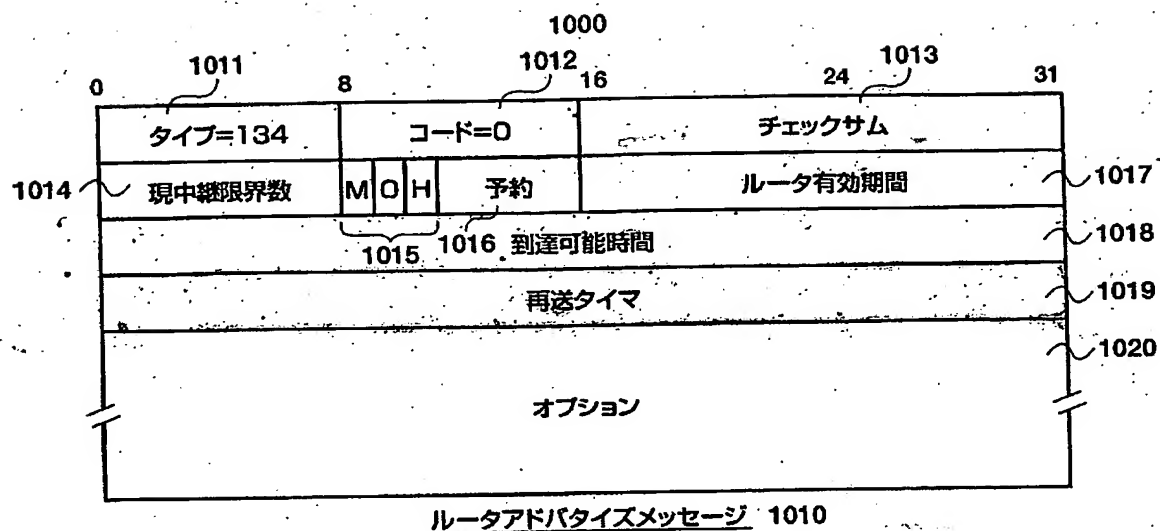 1000
1011 1012 1013
0 8 16 24 31
タイプ=134 コード=0 チェックサム
1014 現中継限界数 M O H 予約 ルータ有効期間 1017
1015 1016 到達可能時間 1018
再送タイマ 1019
1020
オプション
ルータアドバタイズメッセージ 1010